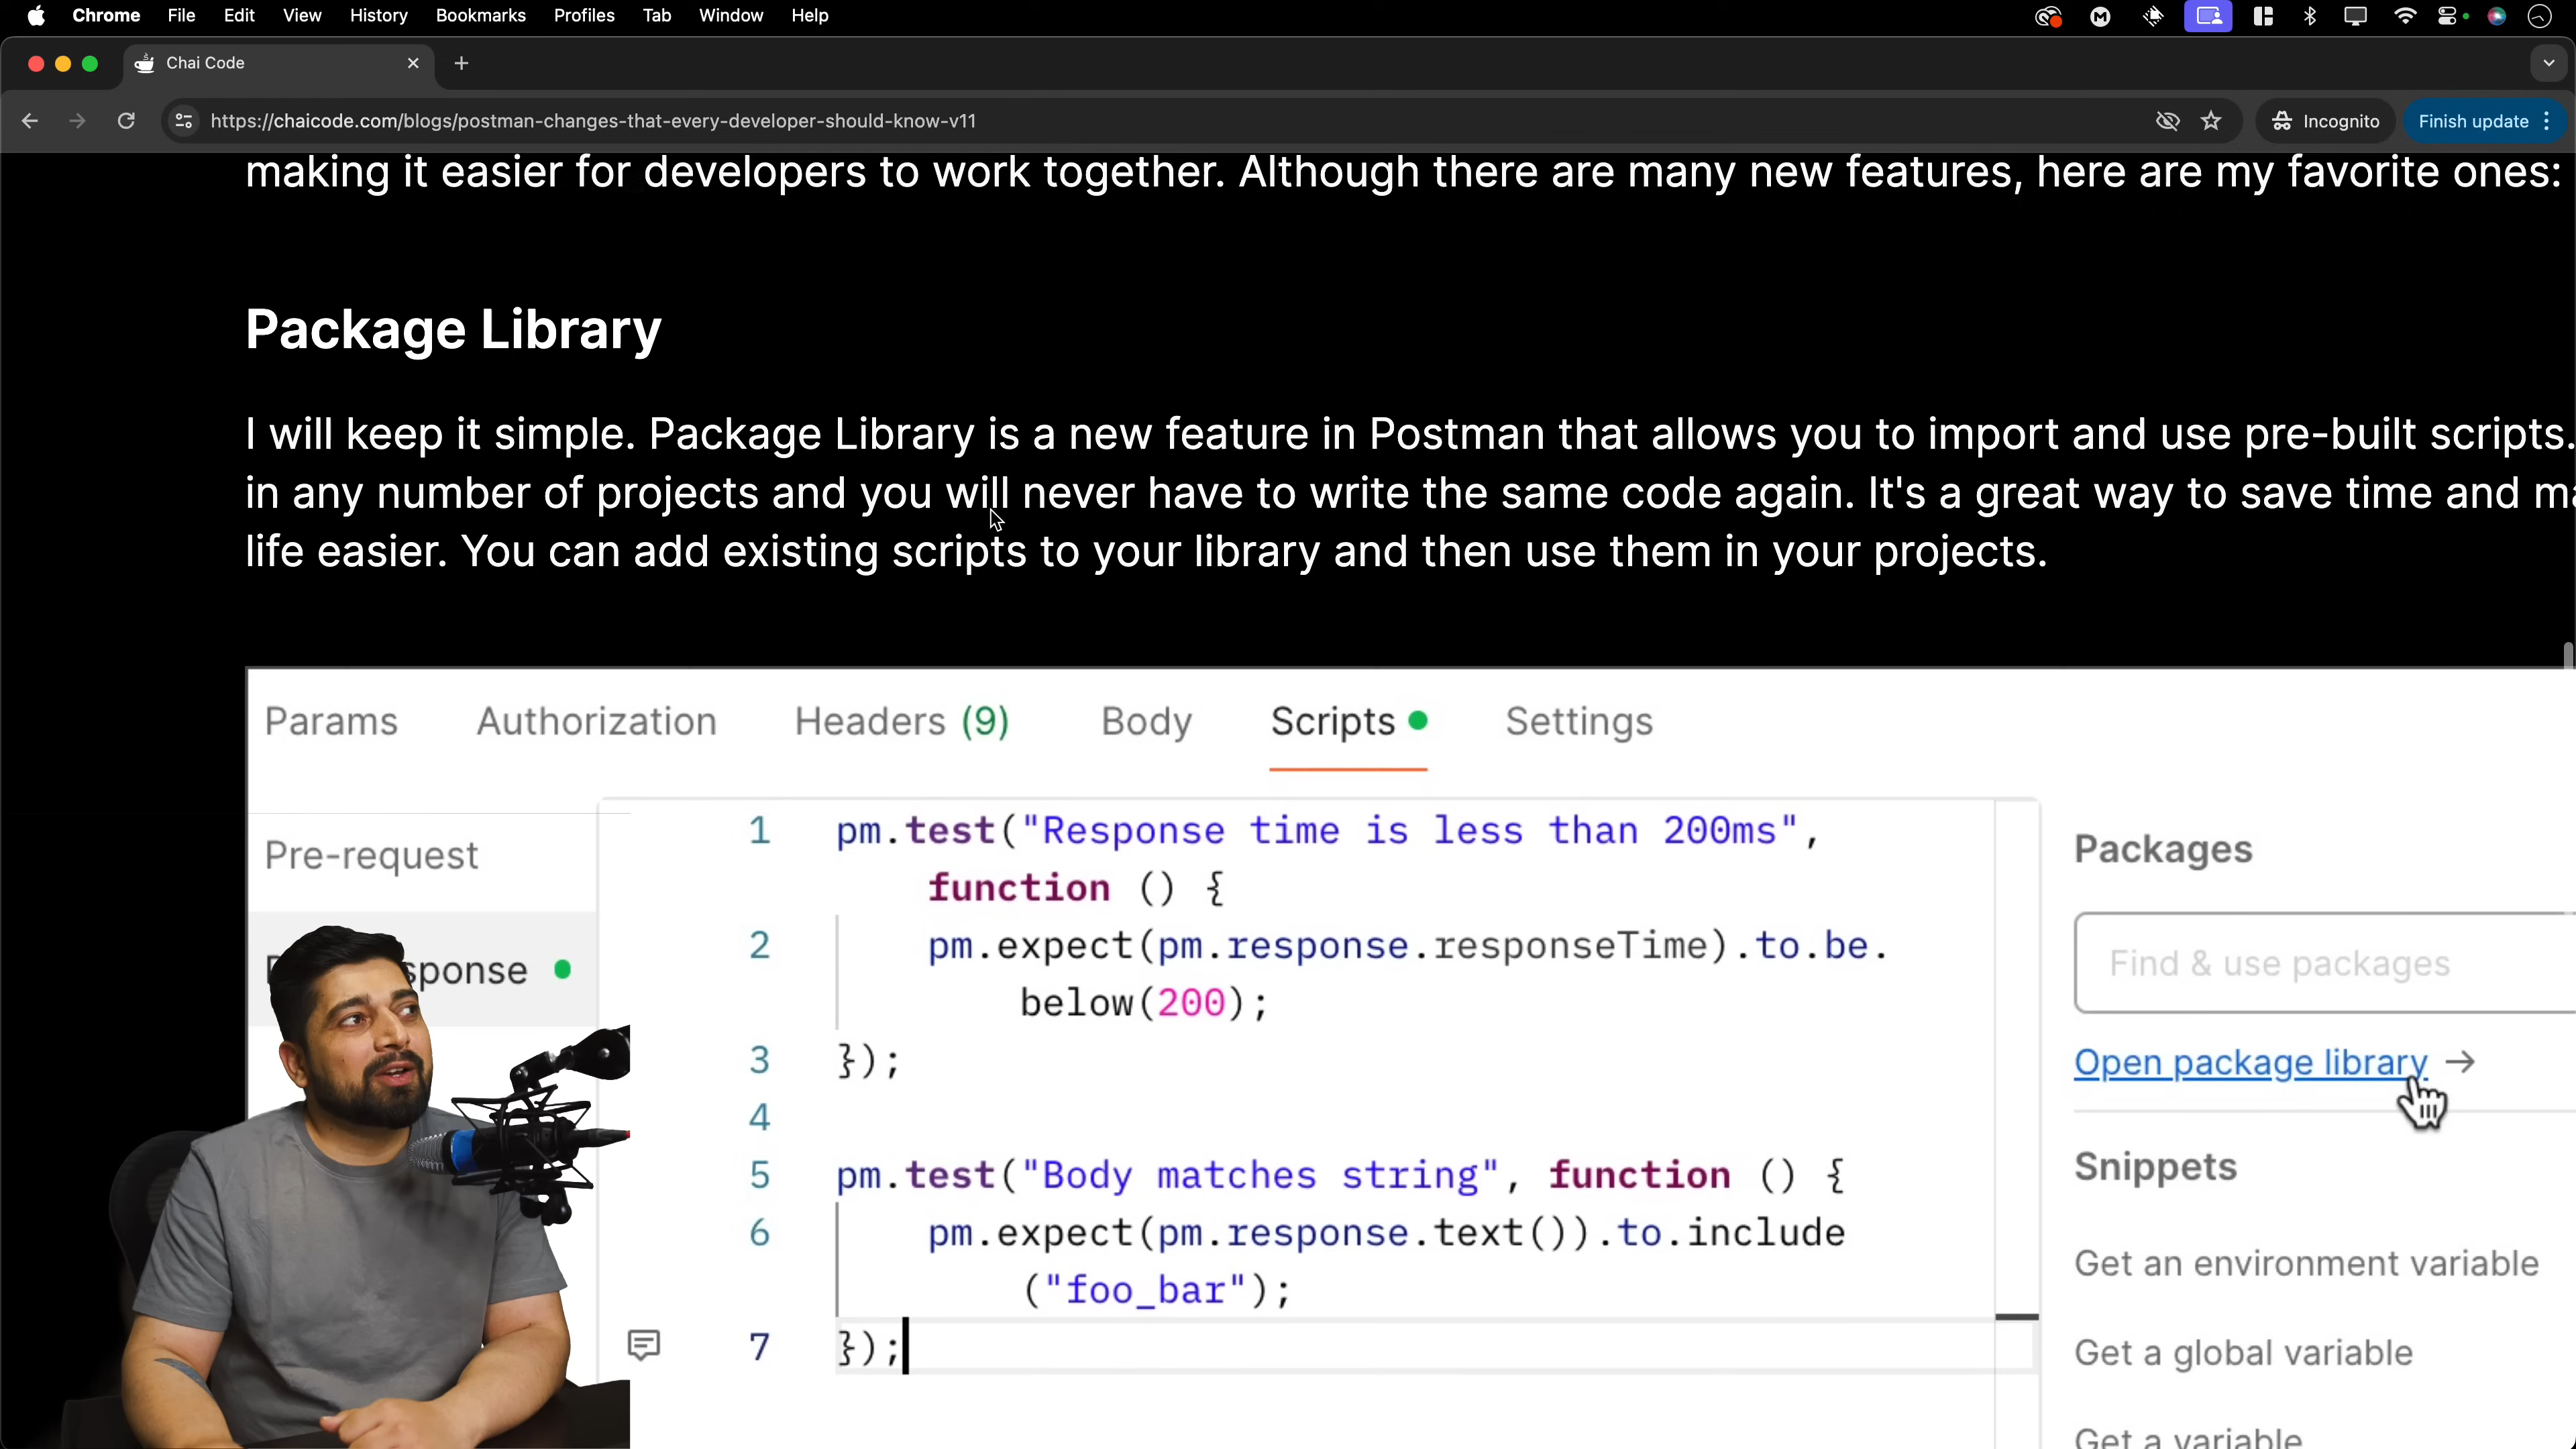 Chrome File Edit View History Bookmarks Profiles Tab Window Help
Chai Code
https://chaicode.com/blogs/postman-changes-that-every-developer-should-know-v11
Incognito
Finish update
making it easier for developers to work together. Although there are many new features, here are my favorite ones:
Package Library
I will keep it simple. Package Library is a new feature in Postman that allows you to import and use pre-built scripts.
in any number of projects and you will never have to write the same code again. It's a great way to save time and
life easier. You can add existing scripts to your library and then use them in your projects.
Params Authorization Headers (9) Body Scripts Settings
Pre-request
1 pm.test("Response time is less than 200ms",
function () {
2 pm.expect(pm.response.responseTime).to.be.
below(200);
3 });
4
5 pm.test("Body matches string", function () {
6 pm.expect(pm.response.text()).to.include
("foo_bar");
7 });
Packages
Find & use packages
Open package library →
Snippets
Get an environment variable
Get a global variable
Get a variable